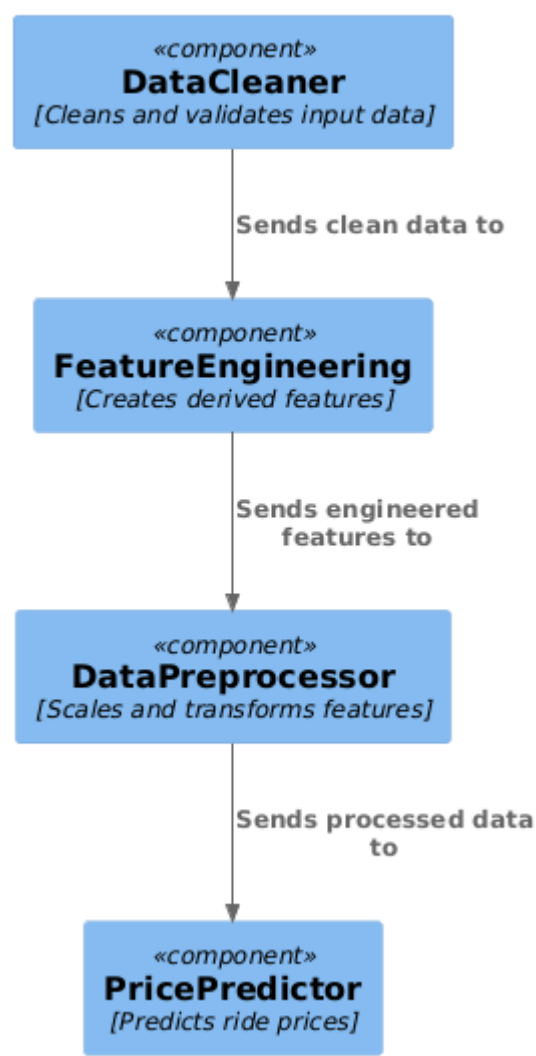 «component»
DataCleaner
[Cleans and validates input data]
Sends clean data to
«component»
FeatureEngineering
[Creates derived features]
Sends engineered
features to
«component»
DataPreprocessor
[Scales and transforms features]
Sends processed data
to
«component»
PricePredictor
[Predicts ride prices]